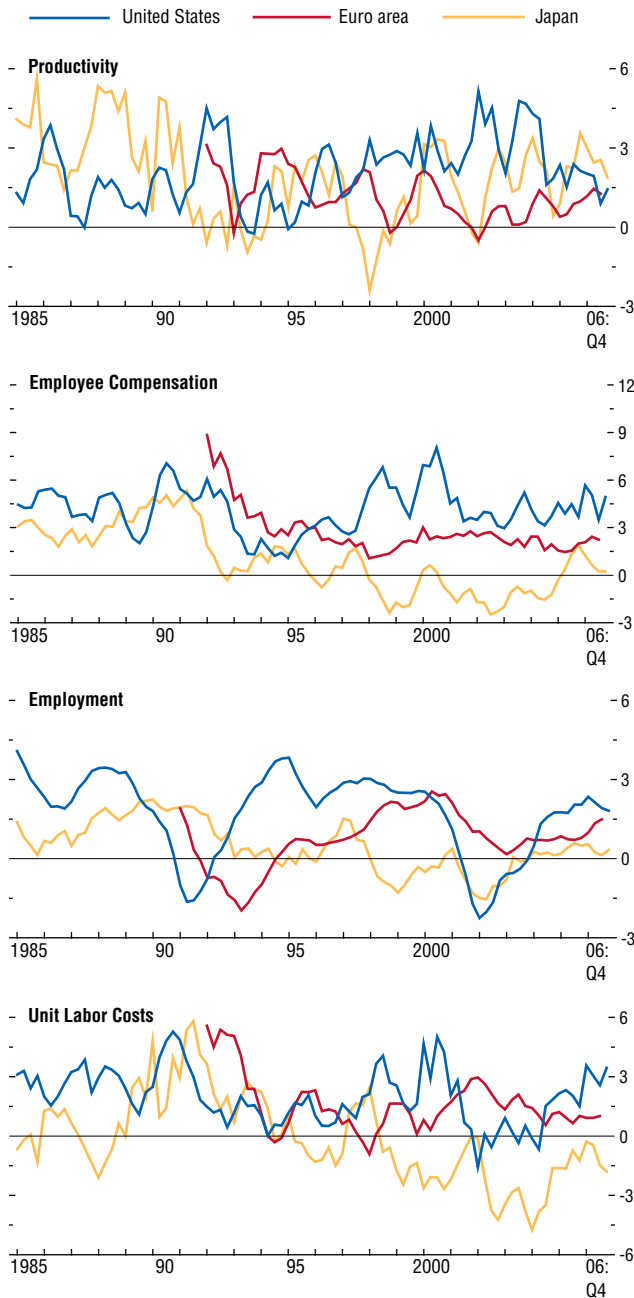 United States Euro area Japan
Productivity
6
3
0
-3
1985 90 95 2000 06:
Q4
Employee Compensation
12
9
6
3
0
-3
1985 90 95 2000 06:
Q4
Employment
6
3
0
-3
1985 90 95 2000 06:
Q4
Unit Labor Costs
6
3
0
-3
-6
1985 90 95 2000 06:
Q4